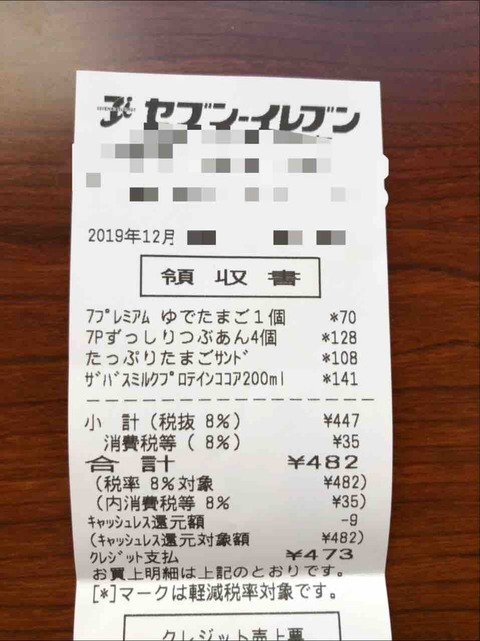 セブン-イレブン
2019年12月
領収書
7プレミアム ゆでたまご1個 *70
7Pずっしりつぶあん4個 *128
たっぷりたまごサンド *108
ザバスミルクプロテインココア200ml *141
小 計 (税抜 8%) ¥447
消費税等 ( 8%) ¥35
合計 ¥482
(税率 8%対象 ¥482)
(内消費税等 8% ¥35)
キャッシュレス還元額 -9
(キャッシュレス還元対象額 ¥482)
クレジット支払 ¥473
お買上明細は上記のとおりです。
[*]マークは軽減税率対象です。
クレジット売上票